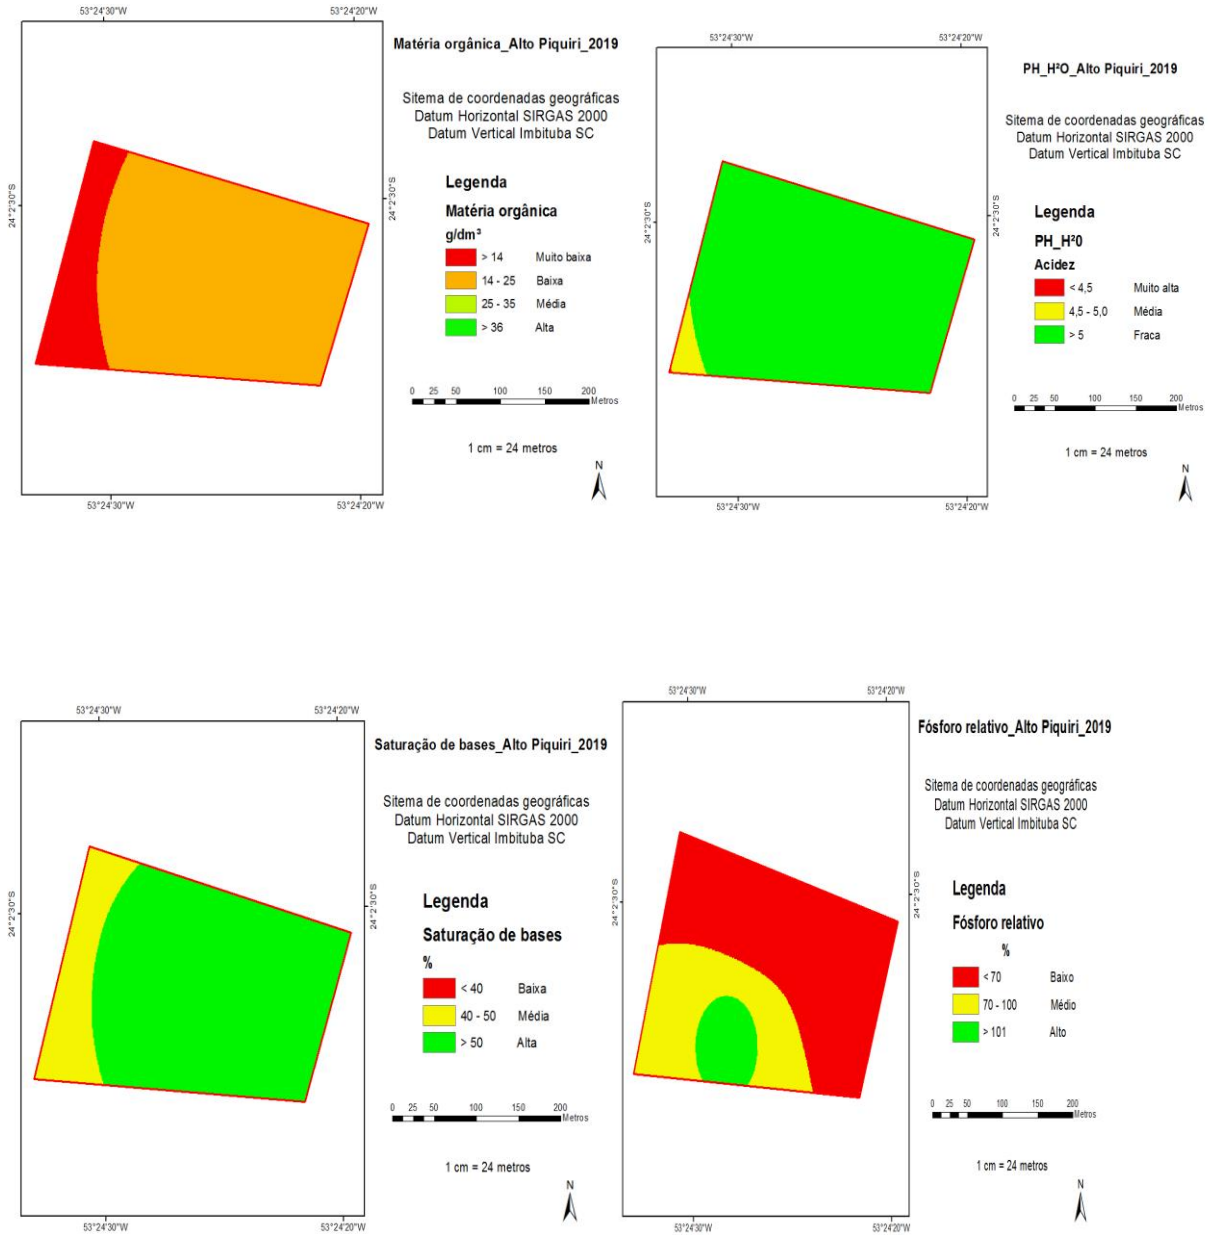 53°24'30"W
53°24'20"W
Matéria orgânica_Alto Piquiri_2019
Sitema de coordenadas geográficas
Datum Horizontal SIRGAS 2000
Datum Vertical Imbituba SC
24°2'30"S
24°2'30"S
Legenda
Matéria orgânica
g/dm³
> 14 Muito baixa
14 - 25 Baixa
25 - 35 Média
> 36 Alta
0 25 50 100 150 200
Metros
1 cm = 24 metros
N
53°24'30"W
53°24'20"W
53°24'30"W
53°24'20"W
PH_H²O_Alto Piquiri_2019
Sitema de coordenadas geográficas
Datum Horizontal SIRGAS 2000
Datum Vertical Imbituba SC
24°2'30"S
24°2'30"S
Legenda
PH_H²0
Acidez
< 4,5 Muito alta
4,5 - 5,0 Média
> 5 Fraca
0 25 50 100 150 200
Metros
1 cm = 24 metros
N
53°24'30"W
53°24'20"W
53°24'30"W
53°24'20"W
Saturação de bases_Alto Piquiri_2019
Sitema de coordenadas geográficas
Datum Horizontal SIRGAS 2000
Datum Vertical Imbituba SC
24°2'30"S
24°2'30"S
Legenda
Saturação de bases
%
< 40 Baixa
40 - 50 Média
> 50 Alta
0 25 50 100 150 200
Metros
1 cm = 24 metros
N
53°24'30"W
53°24'20"W
53°24'30"W
53°24'20"W
Fósforo relativo_Alto Piquiri_2019
Sitema de coordenadas geográficas
Datum Horizontal SIRGAS 2000
Datum Vertical Imbituba SC
24°2'30"S
24°2'30"S
Legenda
Fósforo relativo
%
< 70 Baixo
70 - 100 Médio
> 101 Alto
0 25 50 100 150 200
Metros
1 cm = 24 metros
N
53°24'30"W
53°24'20"W